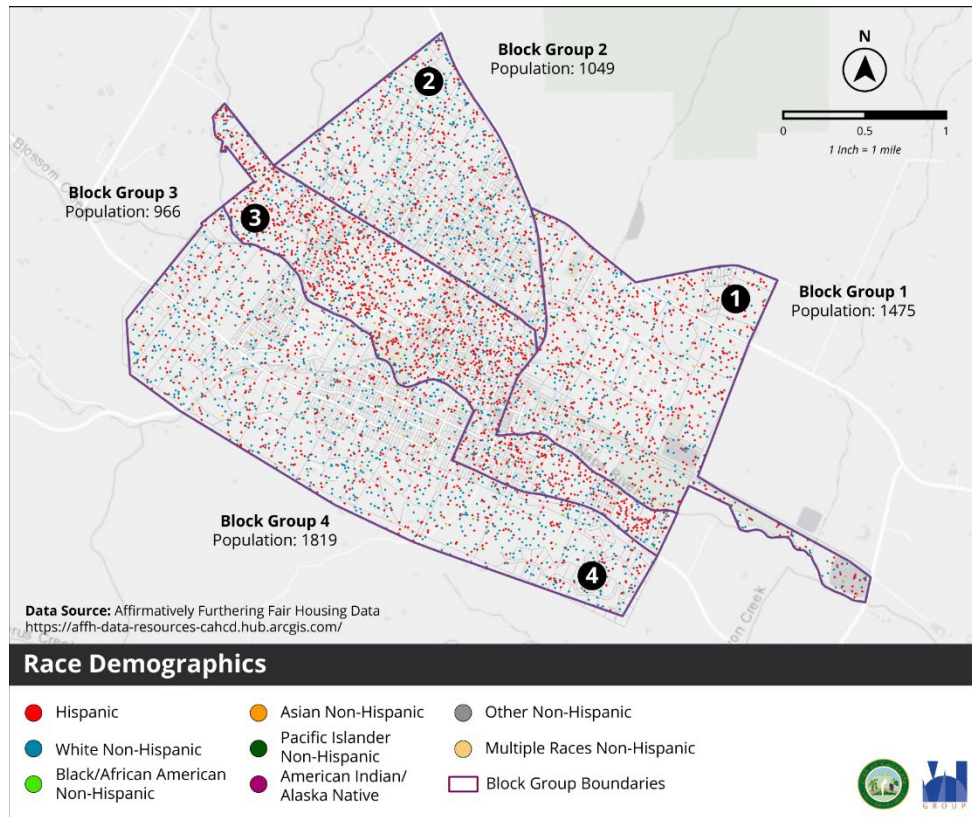 Block Group 2
Population: 1049
N
2
0
0.5
1
1 Inch = 1 mile
Blossom
Block Group 3
Population: 966
3
1
Block Group 1
Population: 1475
River
Block Group 4
Population: 1819
4
Creek
Data Source: Affirmatively Furthering Fair Housing Data
https://affh-data-resources-cahcd.hub.arcgis.com/
Race Demographics
Hispanic
Asian Non-Hispanic
Other Non-Hispanic
White Non-Hispanic
Pacific Islander
Non-Hispanic
Multiple Races Non-Hispanic
Black/African American
Non-Hispanic
American Indian/
Alaska Native
Block Group Boundaries
GROUP